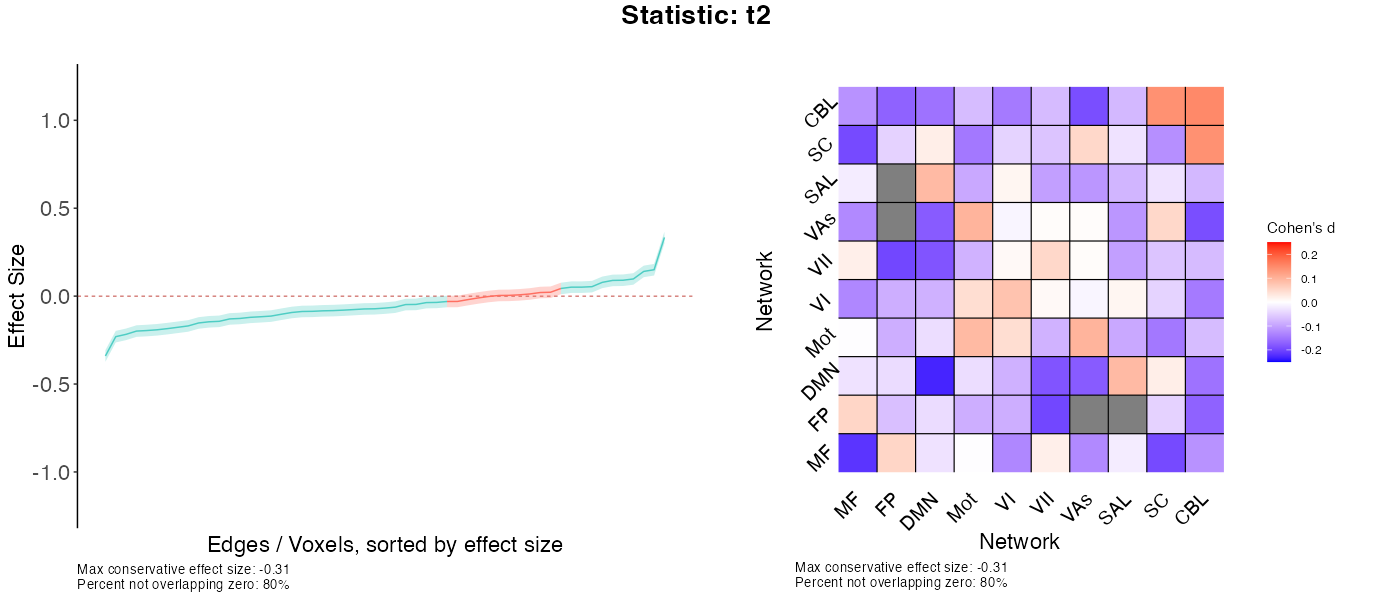 Statistic: t2
Effect Size
1.0
0.5
0.0
-0.5
-1.0
Edges / Voxels, sorted by effect size
Max conservative effect size: -0.31
Percent not overlapping zero: 80%
Network
CBL
SC
SAL
VAs
VII
VI
Mot
DMN
FP
MF
MF
FP
DMN
Mot
VI
VII
VAs
SAL
SC
CBL
Network
Max conservative effect size: -0.31
Percent not overlapping zero: 80%
Cohen's d
0.2
0.1
0.0
-0.1
-0.2